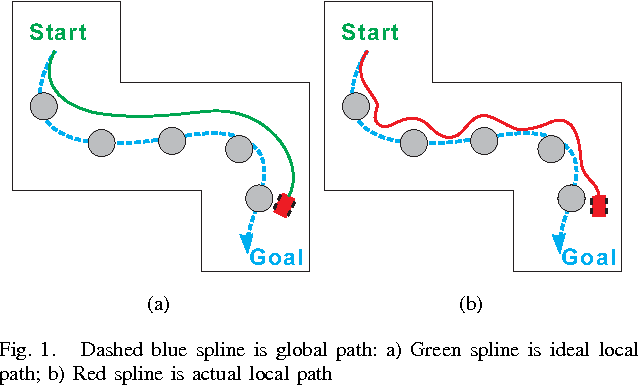 Start
Start
Goal
Goal
(a)
(b)
Fig. 1. Dashed blue spline is global path: a) Green spline is ideal local
path; b) Red spline is actual local path